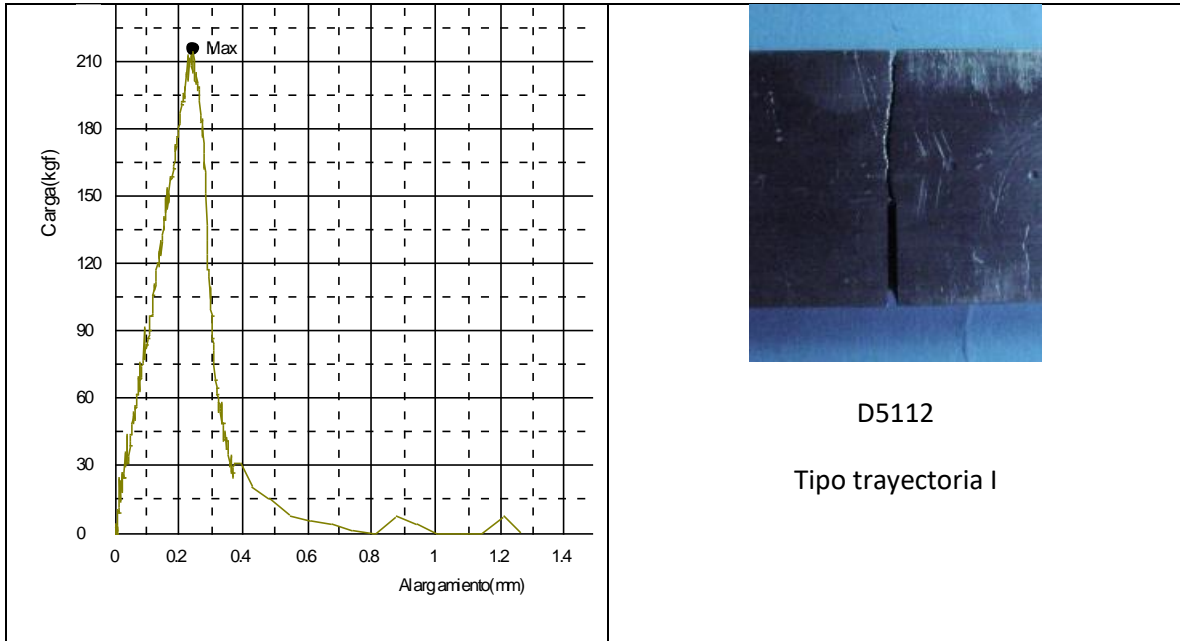 Max
Carga(kgf)
210
180
150
120
90
60
30
0
0 0.2 0.4 0.6 0.8 1 1.2 1.4
Alargamiento(mm)
D5112
Tipo trayectoria I